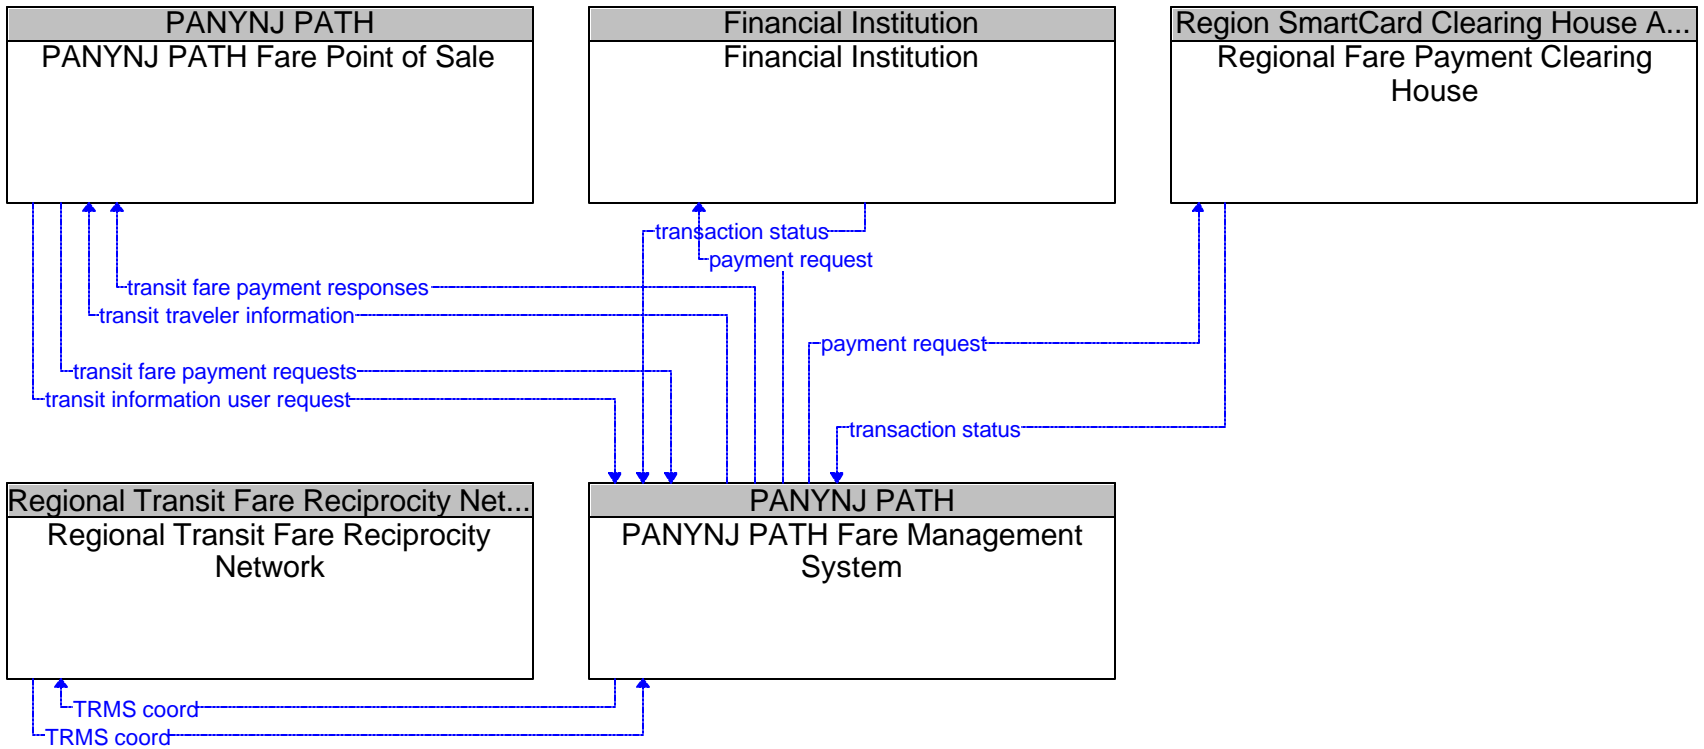 PANYNJ PATH
PANYNJ PATH Fare Point of Sale
Financial Institution
Financial Institution
Region SmartCard Clearing House A...
Regional Fare Payment Clearing
House
transaction status
payment request
transit fare payment responses
transit traveler information
payment request
transit fare payment requests
transit information user request
transaction status
Regional Transit Fare Reciprocity Net...
Regional Transit Fare Reciprocity
Network
PANYNJ PATH
PANYNJ PATH Fare Management
System
TRMS coord
TRMS coord